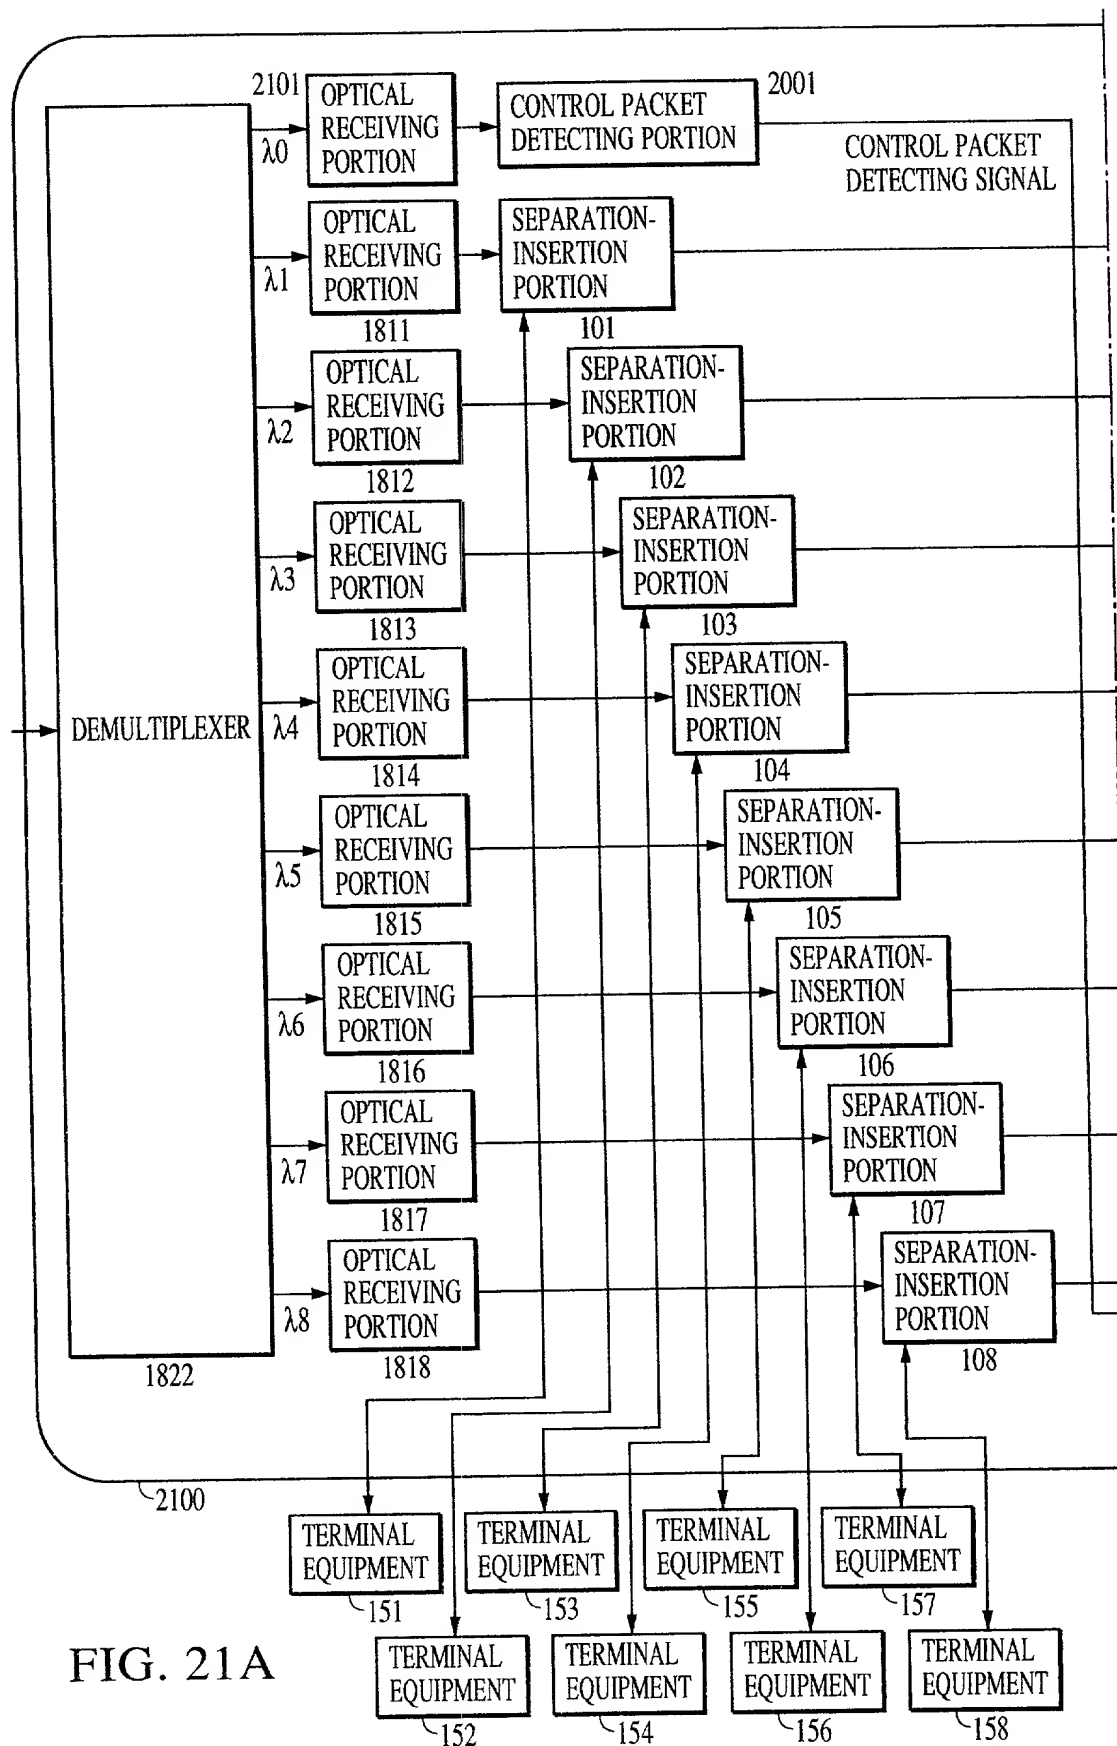 2101
OPTICAL
RECEIVING
PORTION
λ0
CONTROL PACKET
DETECTING PORTION
2001
CONTROL PACKET
DETECTING SIGNAL
OPTICAL
RECEIVING
PORTION
λ1
1811
SEPARATION-
INSERTION
PORTION
101
OPTICAL
RECEIVING
PORTION
λ2
1812
SEPARATION-
INSERTION
PORTION
102
OPTICAL
RECEIVING
PORTION
λ3
1813
SEPARATION-
INSERTION
PORTION
103
DEMULTIPLEXER
OPTICAL
RECEIVING
PORTION
λ4
1814
SEPARATION-
INSERTION
PORTION
104
OPTICAL
RECEIVING
PORTION
λ5
1815
SEPARATION-
INSERTION
PORTION
105
OPTICAL
RECEIVING
PORTION
λ6
1816
SEPARATION-
INSERTION
PORTION
106
OPTICAL
RECEIVING
PORTION
λ7
1817
SEPARATION-
INSERTION
PORTION
107
OPTICAL
RECEIVING
PORTION
λ8
1818
SEPARATION-
INSERTION
PORTION
108
1822
2100
TERMINAL
EQUIPMENT
151
TERMINAL
EQUIPMENT
153
TERMINAL
EQUIPMENT
155
TERMINAL
EQUIPMENT
157
TERMINAL
EQUIPMENT
152
TERMINAL
EQUIPMENT
154
TERMINAL
EQUIPMENT
156
TERMINAL
EQUIPMENT
158
FIG. 21A